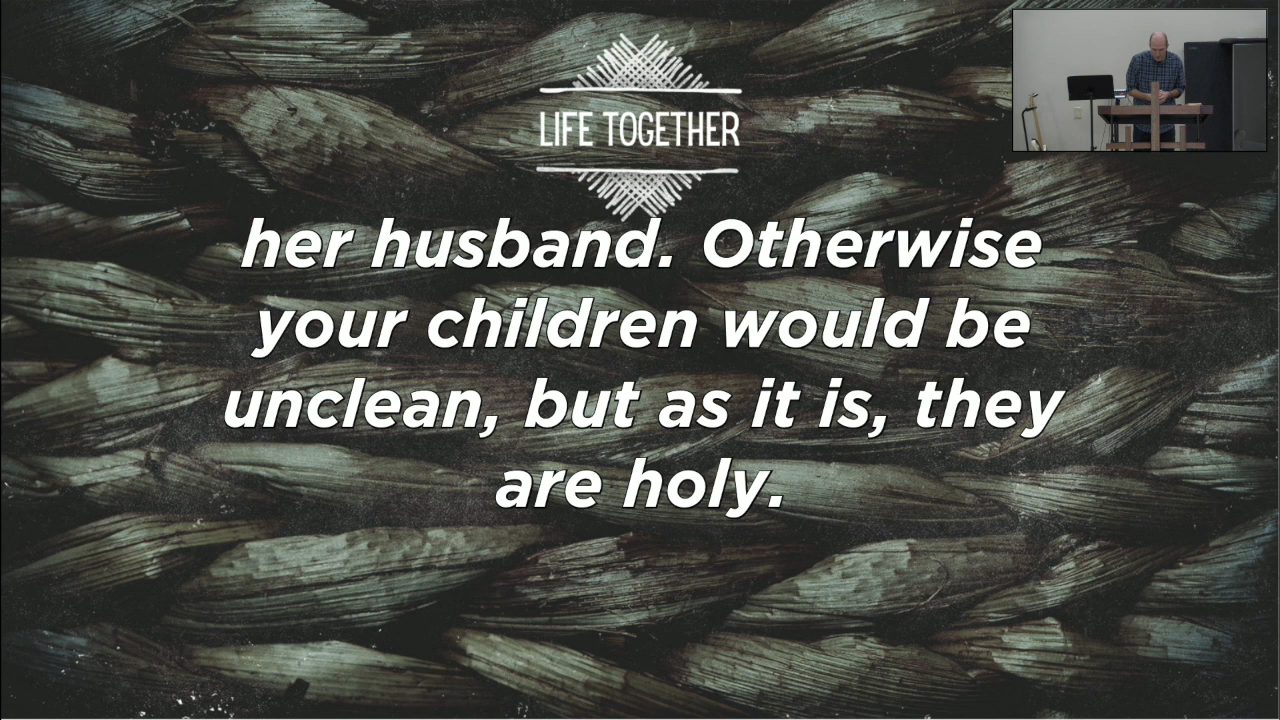 LIFE TOGETHER
her husband. Otherwise
your children would be
unclean, but as it is, they
are holy.